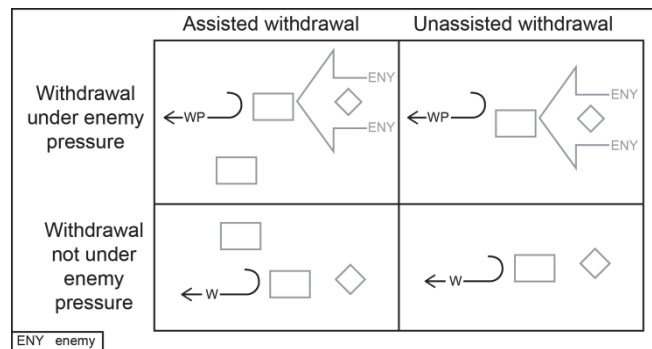 Assisted withdrawal
Unassisted withdrawal
Withdrawal
under enemy
pressure
WP
ENY
ENY
WP
ENY
ENY
Withdrawal
not under
enemy
pressure
W
W
ENY enemy